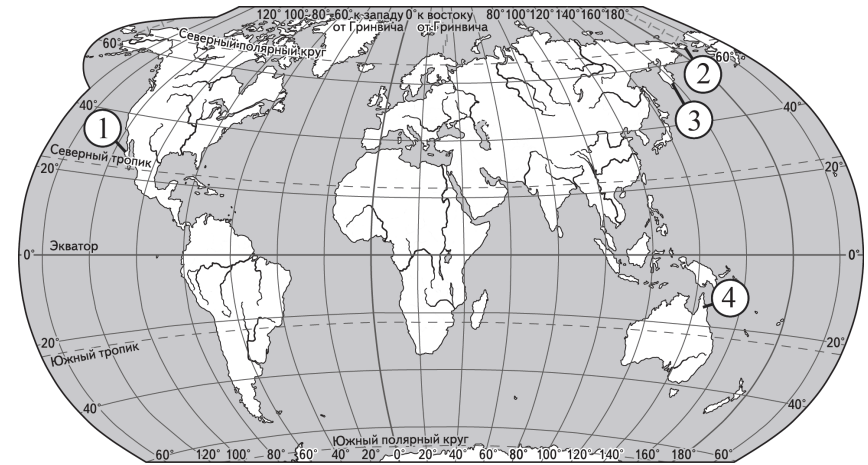 120° 100° 80° 60° к западу 0° к востоку 80° 100° 120° 140° 160° 180°
от Гринвича от Гринвича
Северный полярный круг
60° 60°
2
40° 40°
3
1
Северный тропик
20° 20°
Экватор
0° 0°
4
20° 20°
Южный тропик
40° 40°
Южный полярный круг
60° 120° 100° 80° 60° 40° 20° 0° 20° 40° 60° 80° 100° 120° 140° 160° 180° 60°